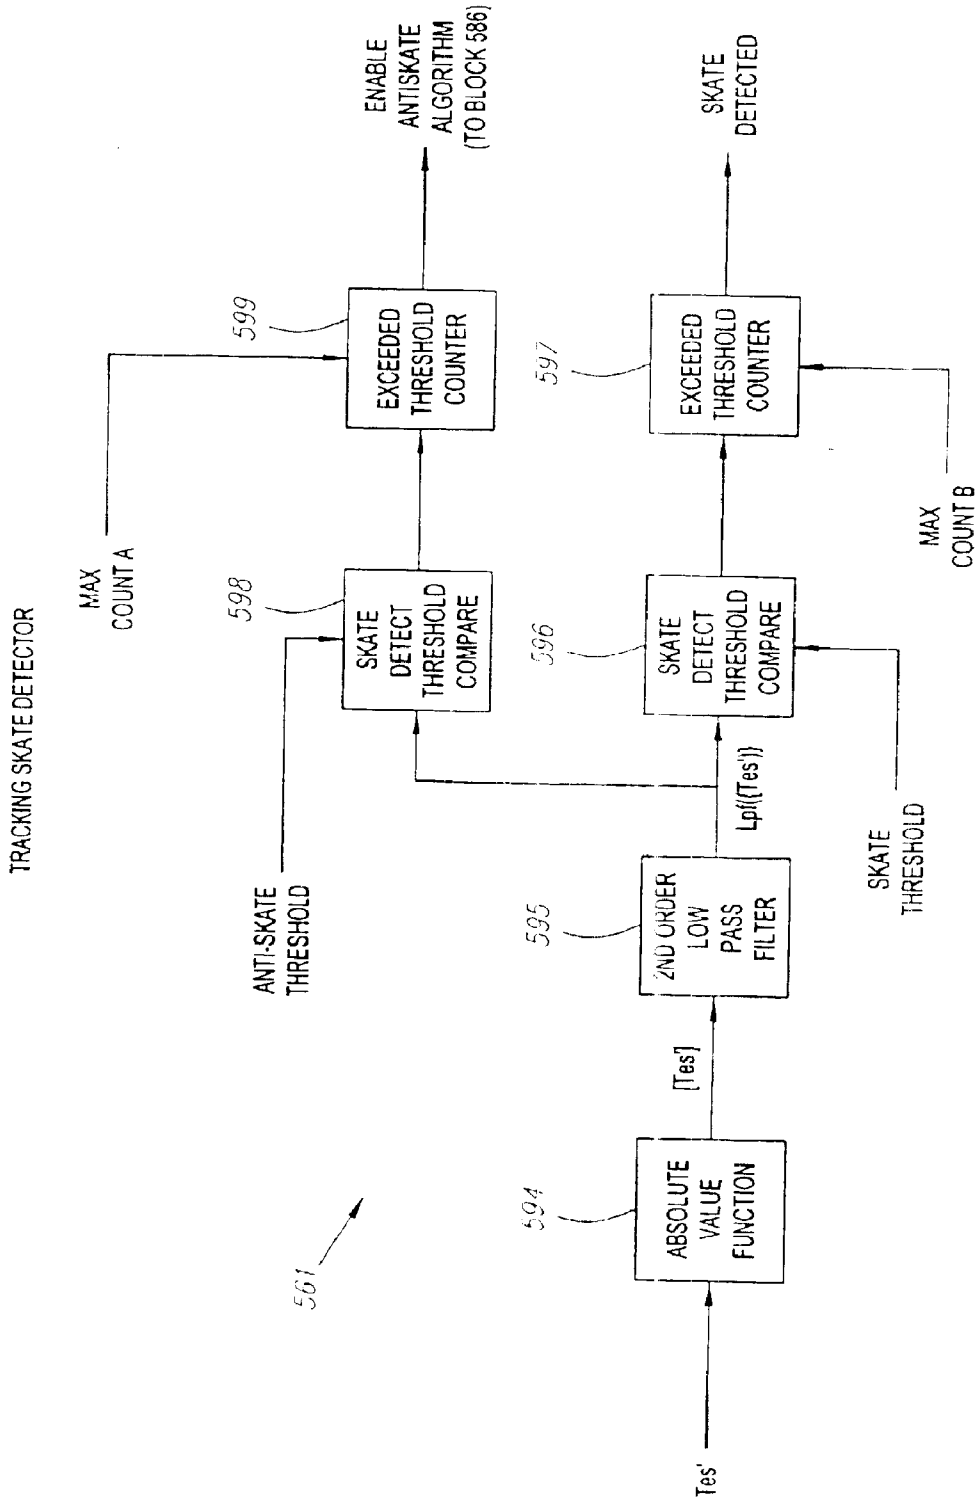 TRACKING SKATE DETECTOR
MAX
COUNT A
ANTI-SKATE
THRESHOLD
598
SKATE
DETECT
THRESHOLD
COMPARE
599
EXCEEDED
THRESHOLD
COUNTER
ENABLE
ANTISKATE
ALGORITHM
(TO BLOCK 586)
561
Tes'
594
ABSOLUTE
VALUE
FUNCTION
[Tes']
595
2ND ORDER
LOW
PASS
FILTER
Lpf({Tes'})
596
SKATE
DETECT
THRESHOLD
COMPARE
597
EXCEEDED
THRESHOLD
COUNTER
SKATE
DETECTED
SKATE
THRESHOLD
MAX
COUNT B